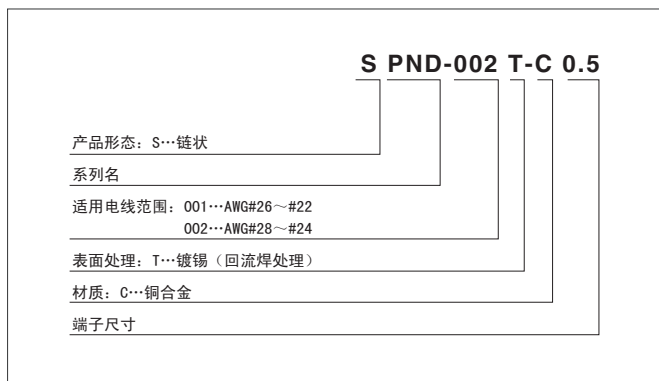 S PND-002 T-C 0.5
产品形态：S…链状
系列名
适用电线范围：001…AWG#26～#22
002…AWG#28～#24
表面处理：T…镀锡（回流焊处理）
材质：C…铜合金
端子尺寸